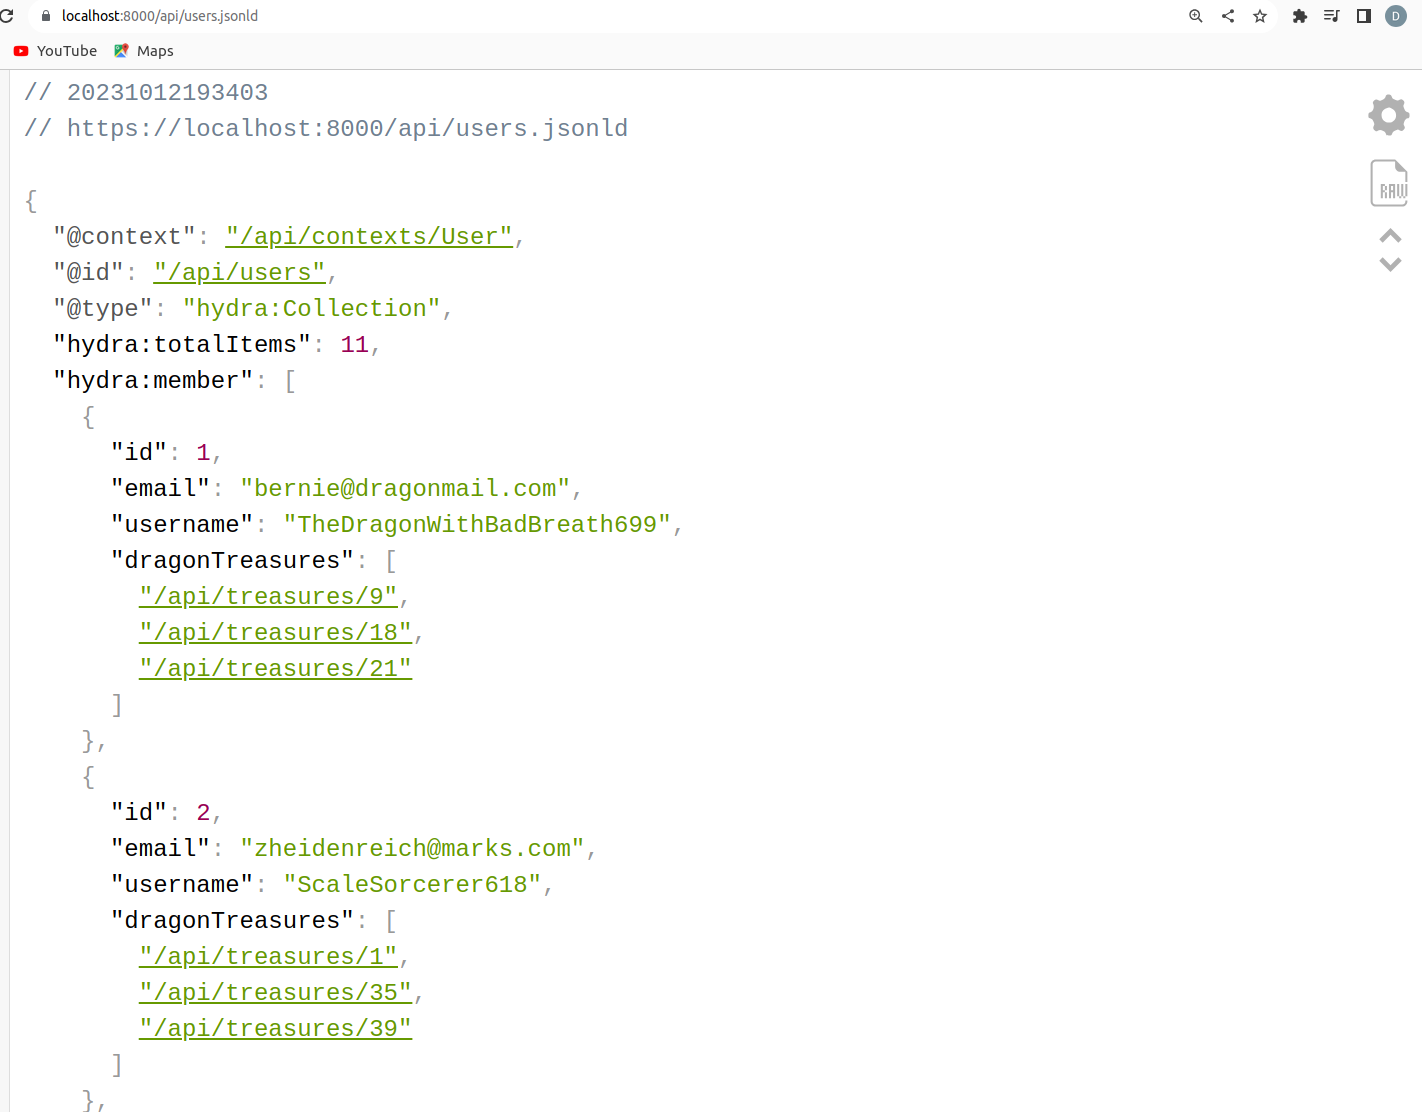 localhost:8000/api/users.jsonld
D
YouTube
Maps
// 20231012193403
// https://localhost:8000/api/users.jsonld
RAW
{
"@context": "/api/contexts/User",
"@id": "/api/users",
"@type": "hydra:Collection",
"hydra:totalItems": 11,
"hydra:member": [
{
"id": 1,
"email": "bernie@dragonmail.com",
"username": "TheDragonWithBadBreath699",
"dragonTreasures": [
"/api/treasures/9",
"/api/treasures/18",
"/api/treasures/21"
]
},
{
"id": 2,
"email": "zheidenreich@marks.com",
"username": "ScaleSorcerer618",
"dragonTreasures": [
"/api/treasures/1",
"/api/treasures/35",
"/api/treasures/39"
]
},